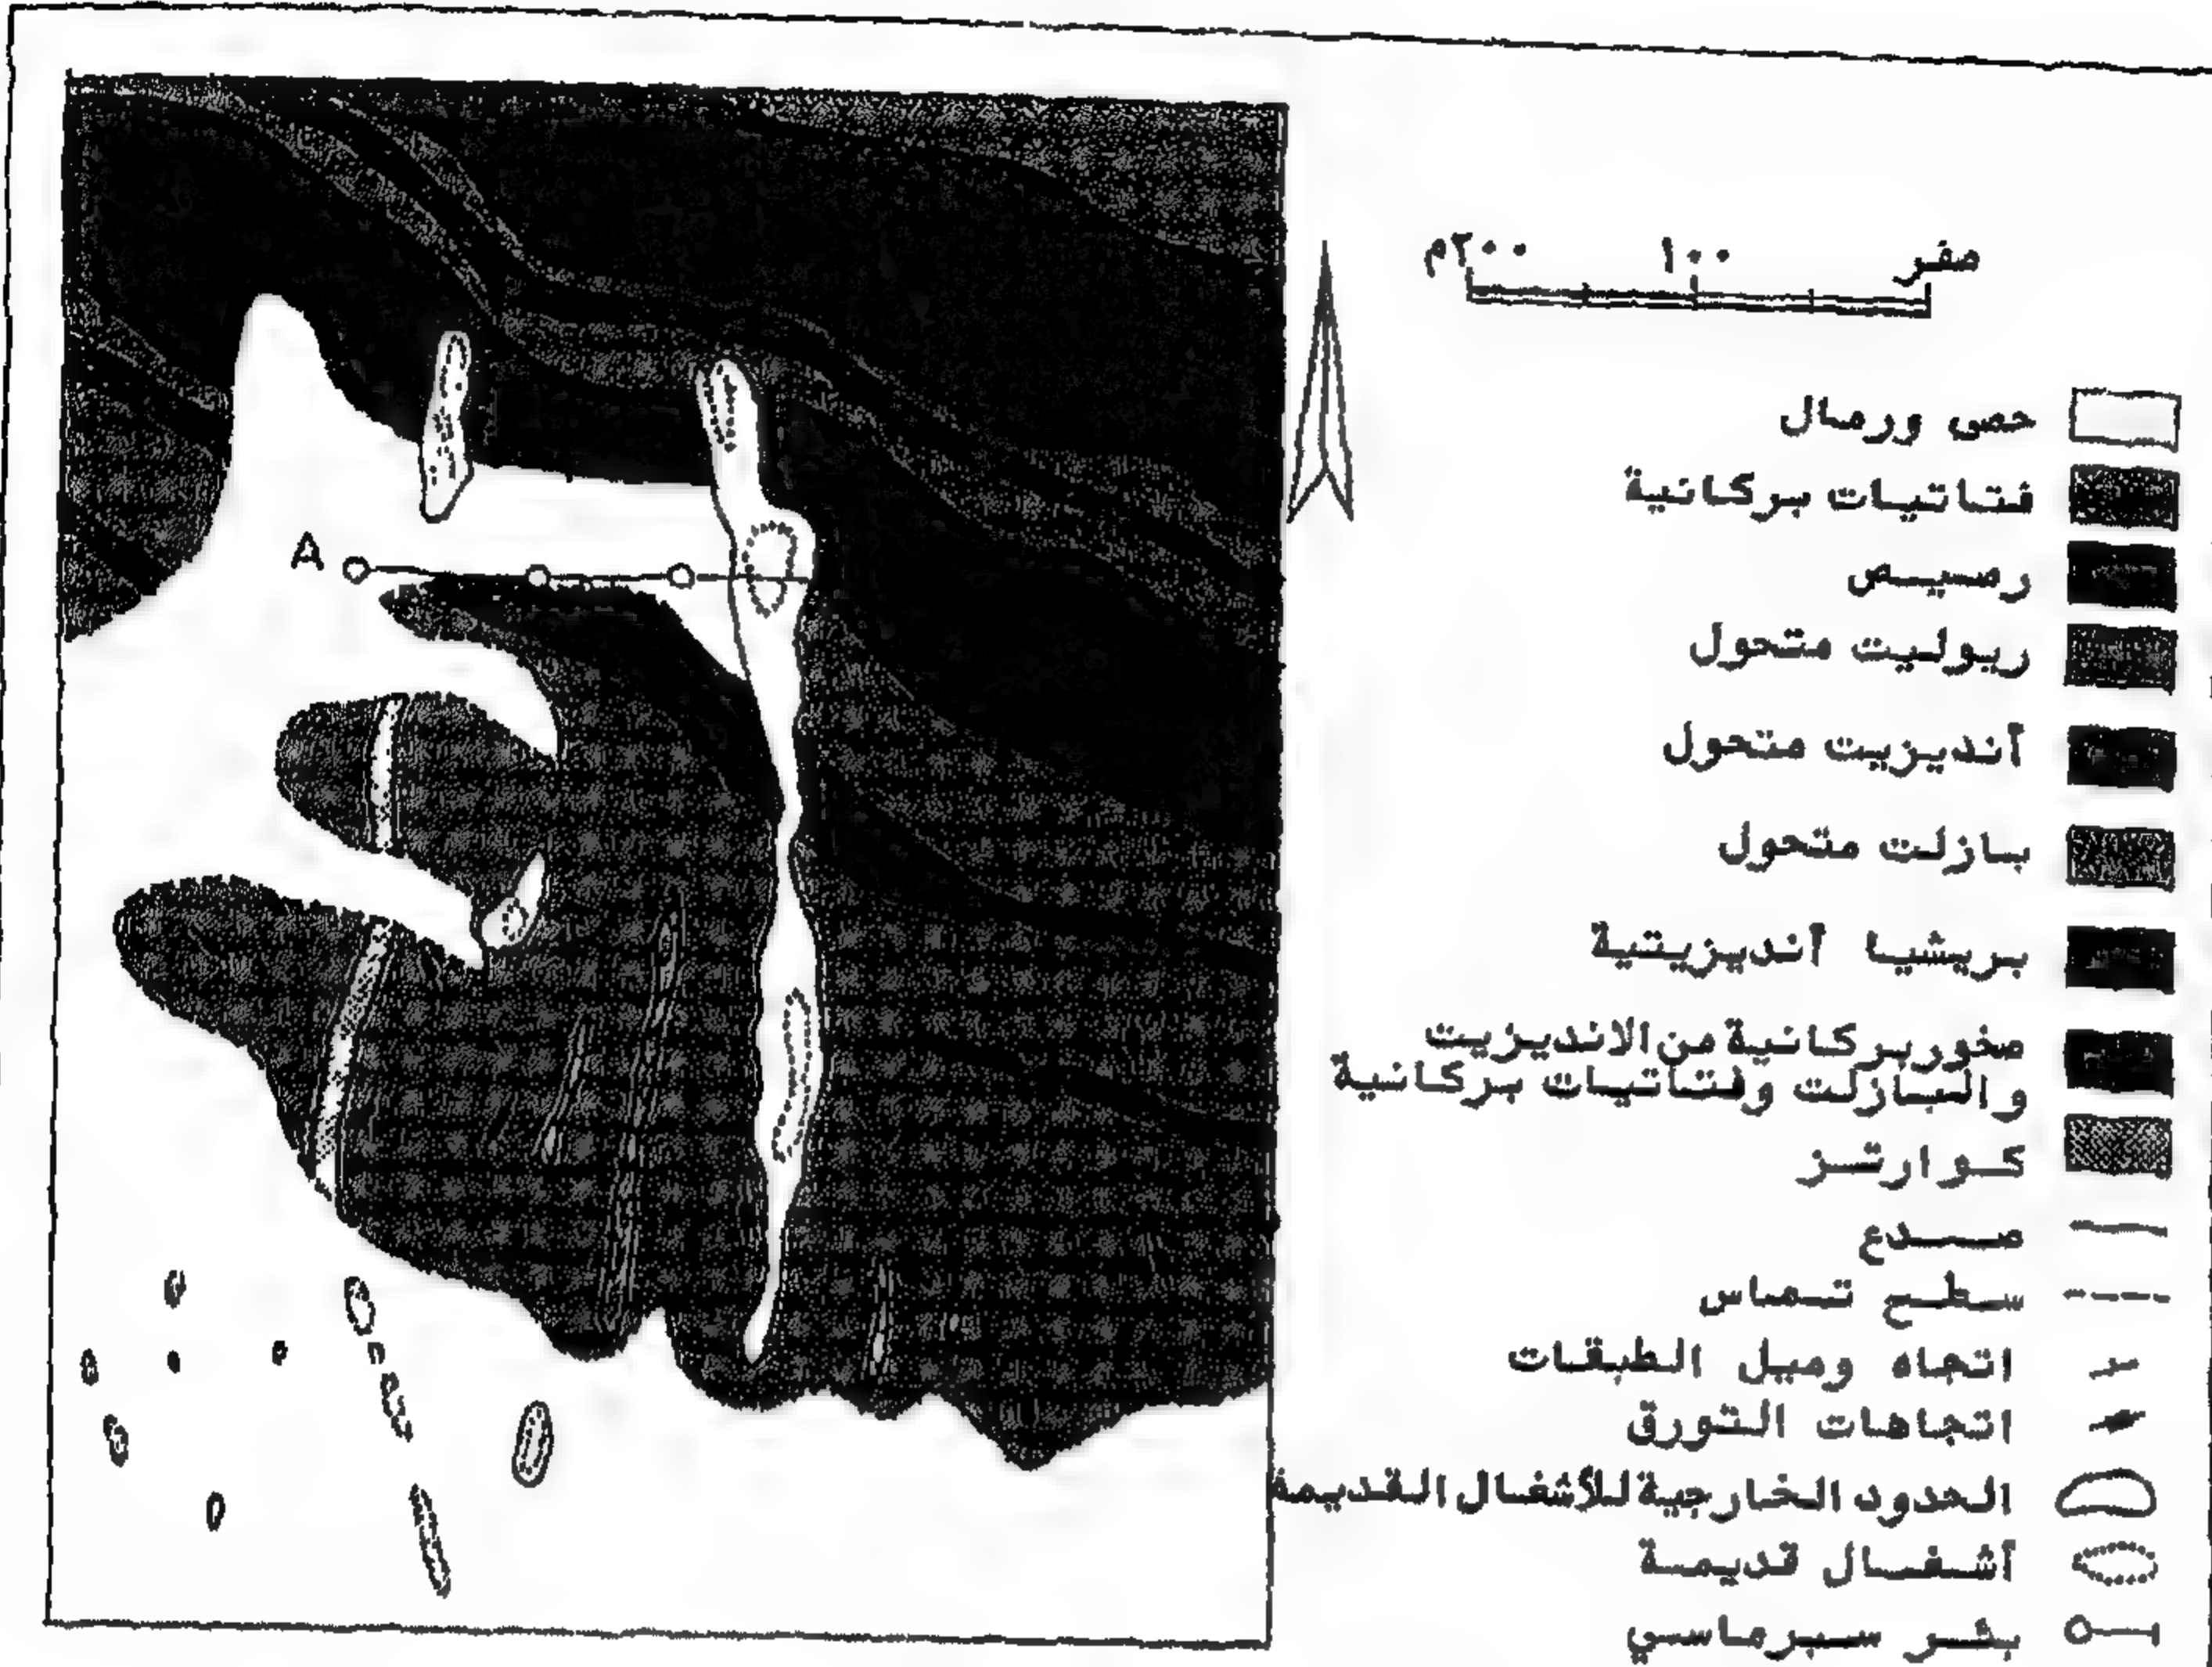 صفر ١٠٠ ٢٠٠م
حصى ورمال
فتاتيات بركانية
رصيص
A
ريوليت متحول
أنديزيت متحول
بازلت متحول
بريشيا أنديزيتية
صخور بركانية من الانديزيت
والبازلت وفتاتيات بركانية
كوارتز
صدع
سطح تماس
اتجاه وميل الطبقات
اتجاهات التورق
الحدود الخارجية للأشغال القديمة
أشغال قديمة
بئر سبر ماسي